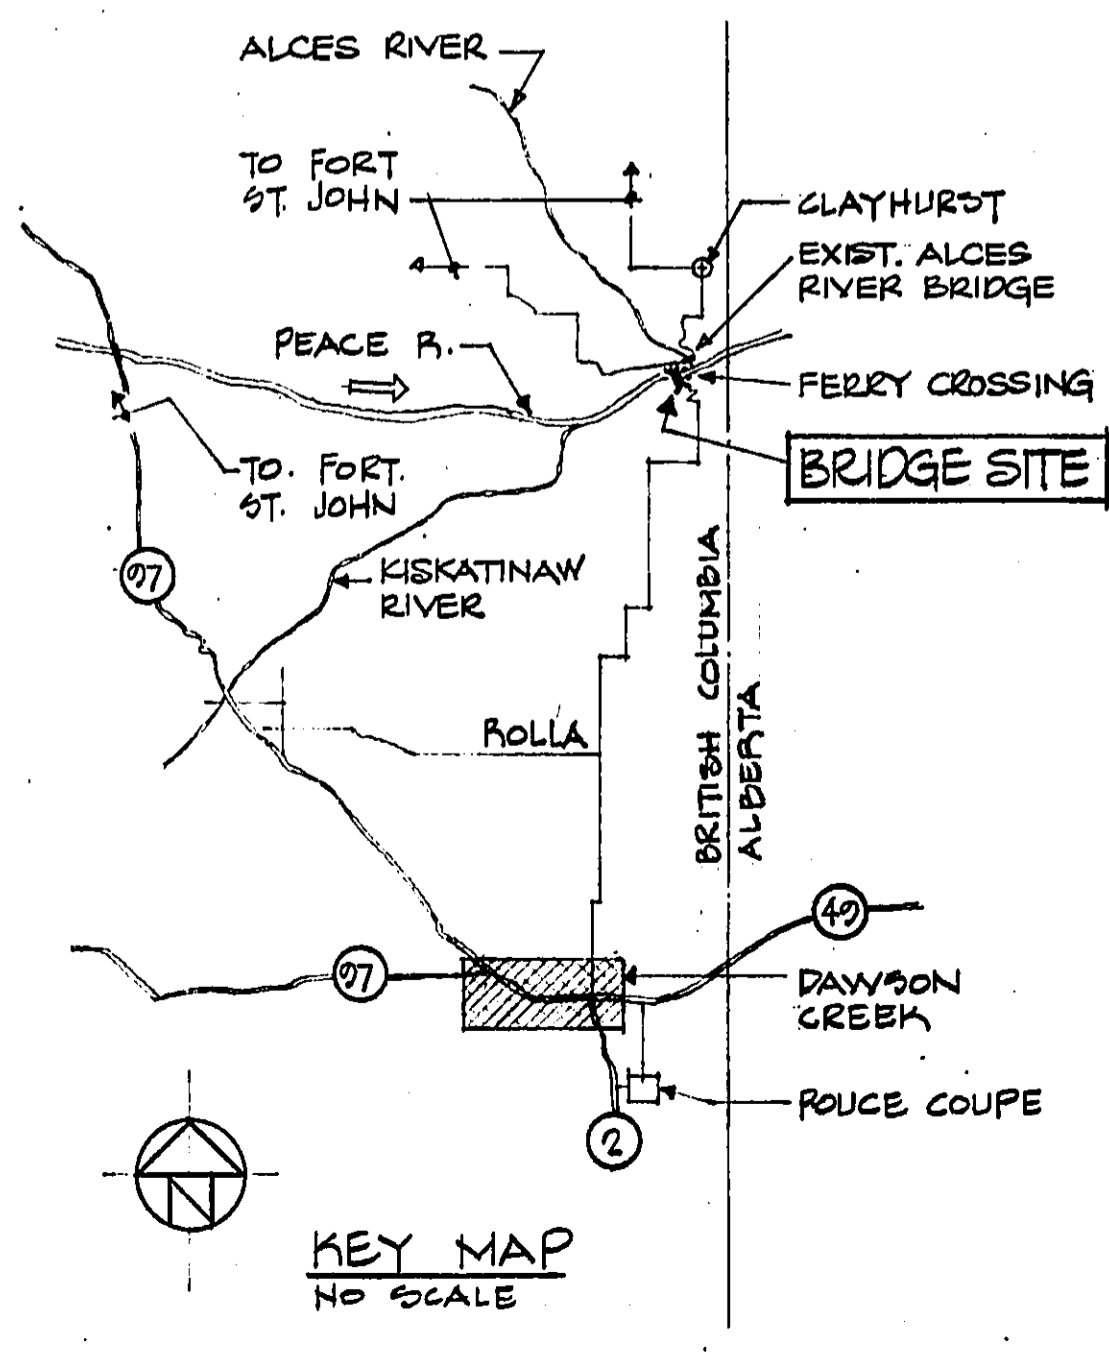 ALCES RIVER
TO FORT
ST. JOHN
CLAYHURST
EXIST. ALCES
RIVER BRIDGE
PEACE R.
FERRY CROSSING
BRIDGE SITE
TO. FORT.
ST. JOHN
97
KISKATINAW
RIVER
BRITISH COLUMBIA
ALBERTA
ROLLA
49
97
DAWSON
CREEK
POUCE COUPE
2
N
KEY MAP
NO SCALE